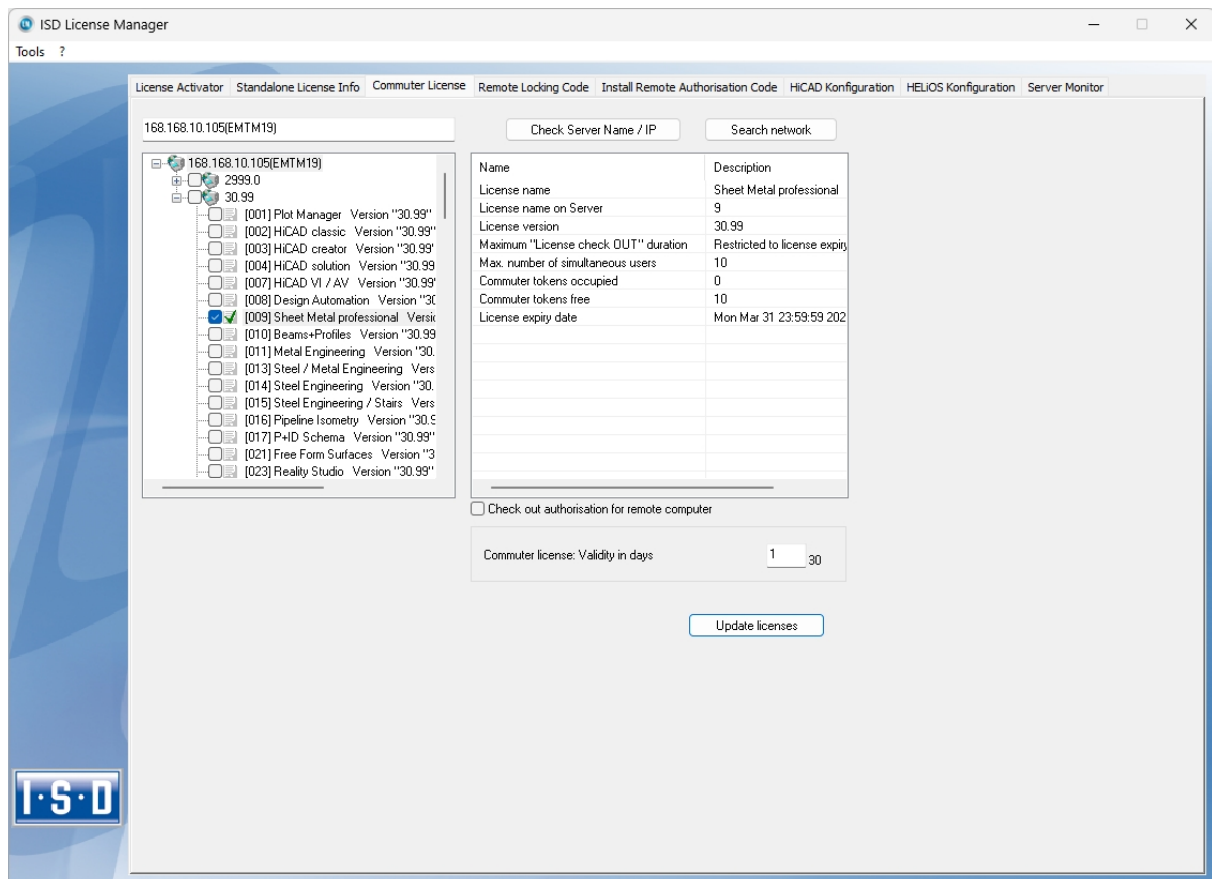 ISD License Manager
Tools ?
License Activator Standalone License Info Commuter License Remote Locking Code Install Remote Authorisation Code HiCAD Konfiguration HELiOS Konfiguration Server Monitor
168.168.10.105(EMTM19)
Check Server Name / IP Search network
168.168.10.105(EMTM19)
2999.0
30.99
[001] Plot Manager Version "30.99"
[002] HiCAD classic Version "30.99"
[003] HiCAD creator Version "30.99'
[004] HiCAD solution Version "30.99
[007] HiCAD VI / AV Version "30.99'
[008] Design Automation Version "30
[009] Sheet Metal professional Versio
[010] Beams+Profiles Version "30.99
[011] Metal Engineering Version "30.
[013] Steel / Metal Engineering Vers
[014] Steel Engineering Version "30.
[015] Steel Engineering / Stairs Vers
[016] Pipeline Isometry Version "30.9
[017] P+ID Schema Version "30.99"
[021] Free Form Surfaces Version "3
[023] Reality Studio Version "30.99"
Name Description
License name Sheet Metal professional
License name on Server 9
License version 30.99
Maximum "License check OUT" duration Restricted to license expiry
Max. number of simultaneous users 10
Commuter tokens occupied 0
Commuter tokens free 10
License expiry date Mon Mar 31 23:59:59 202
Check out authorisation for remote computer
Commuter license: Validity in days 1 30
Update licenses
I·S·D